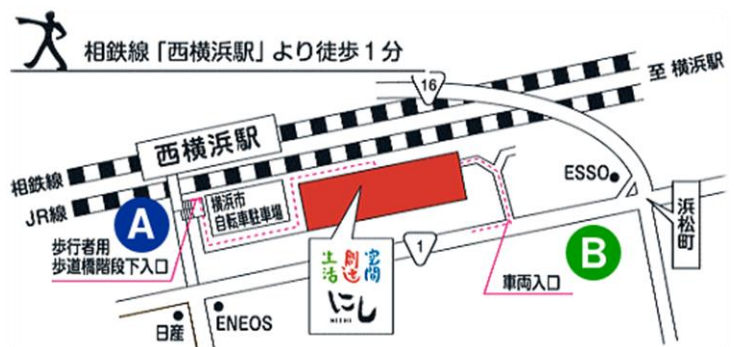 相鉄線「西横浜駅」より徒歩1分
16
至 横浜駅
西横浜駅
相鉄線
JR線
A
横浜市
自転車駐車場
ESSO
浜松町
歩行者用
歩道橋階段下入口
1
B
車両入口
生活
創造
空間
にし
NISHI
日産
ENEOS